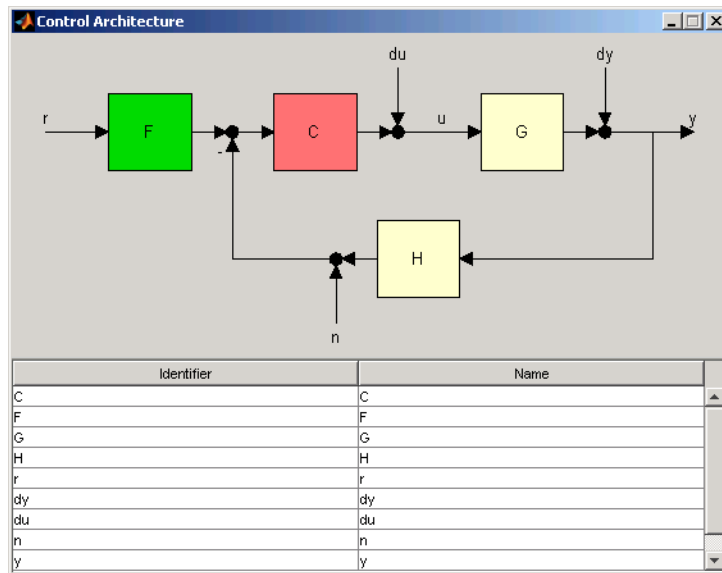 Control Architecture
du dy
r F C u G y
-
H
n
Identifier Name
C C
F F
G G
H H
r r
dy dy
du du
n n
y y